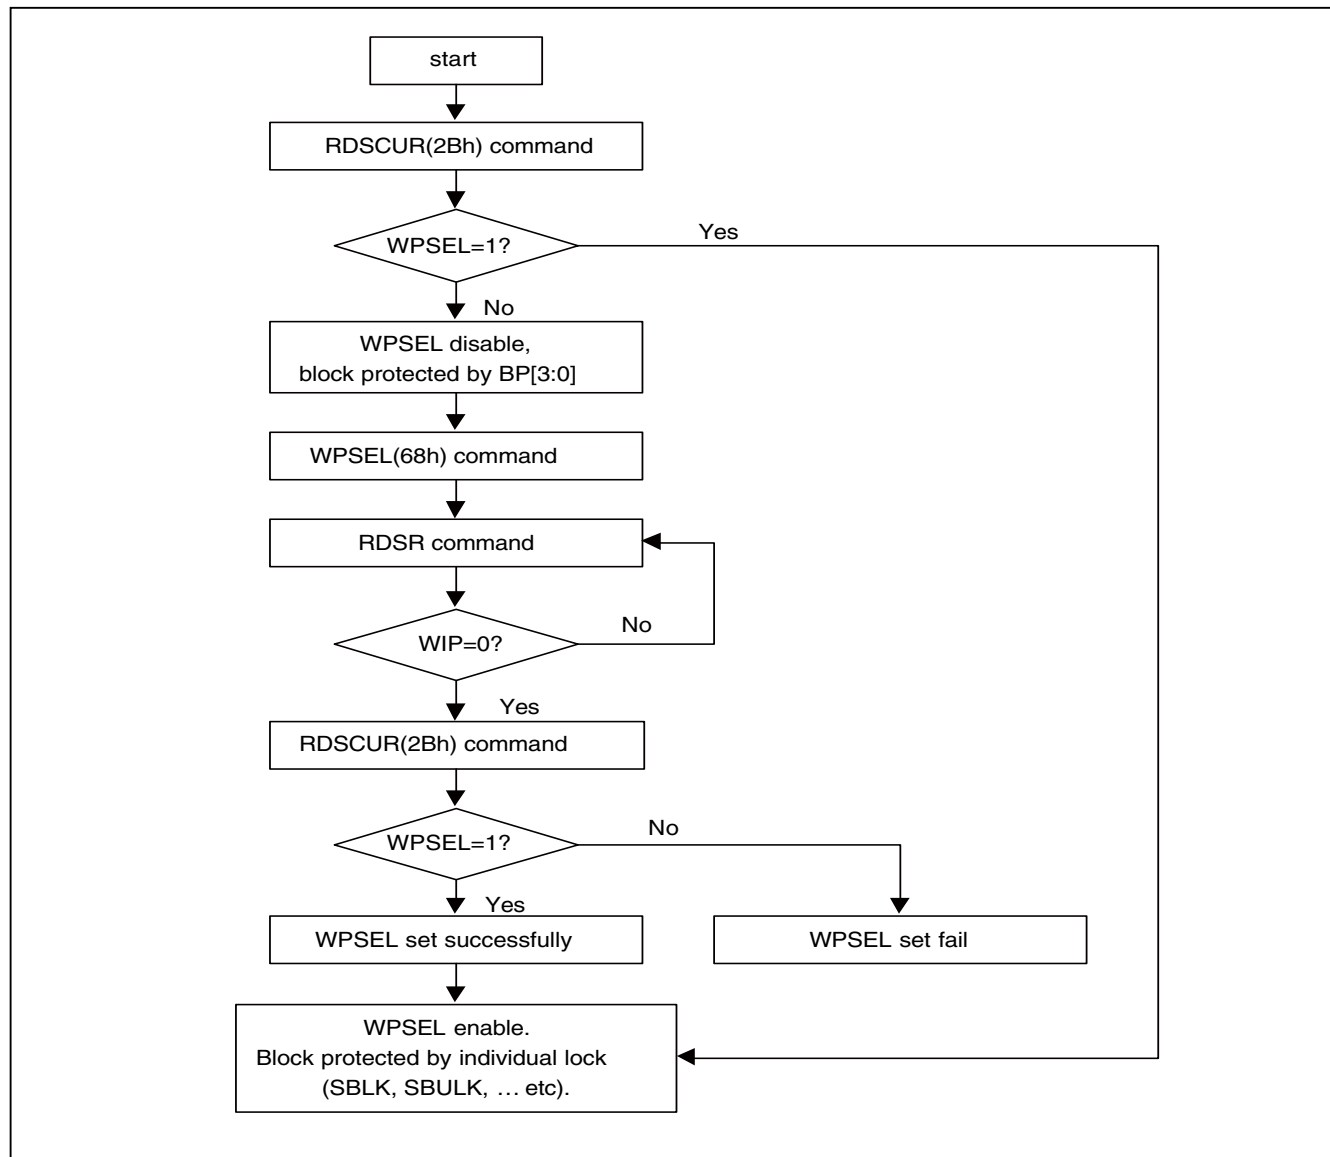 start
RDSCUR(2Bh) command
WPSEL=1?
Yes
No
WPSEL disable,
block protected by BP[3:0]
WPSEL(68h) command
RDSR command
WIP=0?
No
Yes
RDSCUR(2Bh) command
WPSEL=1?
No
Yes
WPSEL set successfully
WPSEL set fail
WPSEL enable.
Block protected by individual lock
(SBLK, SBULK, … etc).